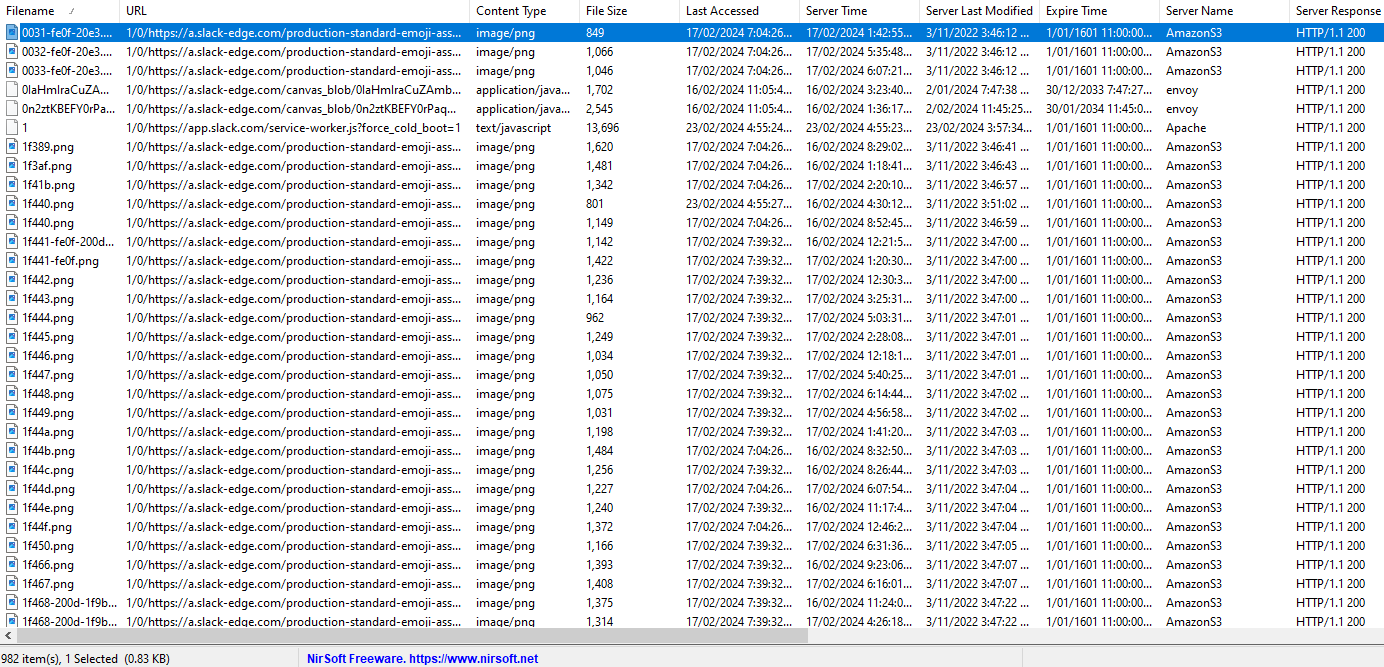 Filename URL Content Type File Size Last Accessed Server Time Server Last Modified Expire Time Server Name Server Response
0031-fe0f-20e3.... 1/0/https://a.slack-edge.com/production-standard-emoji-ass... image/png 849 17/02/2024 7:04:26... 17/02/2024 1:42:55... 3/11/2022 3:46:12 ... 1/01/1601 11:00:00... AmazonS3 HTTP/1.1 200
0032-fe0f-20e3.... 1/0/https://a.slack-edge.com/production-standard-emoji-ass... image/png 1,066 17/02/2024 7:04:26... 16/02/2024 5:35:48... 3/11/2022 3:46:12 ... 1/01/1601 11:00:00... AmazonS3 HTTP/1.1 200
0033-fe0f-20e3.... 1/0/https://a.slack-edge.com/production-standard-emoji-ass... image/png 1,046 17/02/2024 7:04:26... 17/02/2024 6:07:21... 3/11/2022 3:46:12 ... 1/01/1601 11:00:00... AmazonS3 HTTP/1.1 200
0laHmlraCuZA... 1/0/https://a.slack-edge.com/canvas_blob/0laHmlraCuZAmb... application/java... 1,702 16/02/2024 11:05:4... 16/02/2024 3:23:40... 2/01/2024 7:47:38 ... 30/12/2033 7:47:27... envoy HTTP/1.1 200
0n2ztKBEFY0rPa... 1/0/https://a.slack-edge.com/canvas_blob/0n2ztKBEFY0rPaq... application/java... 2,545 16/02/2024 11:05:4... 16/02/2024 1:36:17... 2/02/2024 11:45:25... 30/01/2034 11:45:0... envoy HTTP/1.1 200
1 1/0/https://app.slack.com/service-worker.js?force_cold_boot=1 text/javascript 13,696 23/02/2024 4:55:24... 23/02/2024 4:55:23... 23/02/2024 3:57:34... 1/01/1601 11:00:00... Apache HTTP/1.1 200
1f389.png 1/0/https://a.slack-edge.com/production-standard-emoji-ass... image/png 1,620 17/02/2024 7:04:26... 16/02/2024 8:29:02... 3/11/2022 3:46:41 ... 1/01/1601 11:00:00... AmazonS3 HTTP/1.1 200
1f3af.png 1/0/https://a.slack-edge.com/production-standard-emoji-ass... image/png 1,481 17/02/2024 7:04:26... 16/02/2024 1:18:41... 3/11/2022 3:46:43 ... 1/01/1601 11:00:00... AmazonS3 HTTP/1.1 200
1f41b.png 1/0/https://a.slack-edge.com/production-standard-emoji-ass... image/png 1,342 17/02/2024 7:04:26... 17/02/2024 2:20:10... 3/11/2022 3:46:57 ... 1/01/1601 11:00:00... AmazonS3 HTTP/1.1 200
1f440.png 1/0/https://a.slack-edge.com/production-standard-emoji-ass... image/png 801 23/02/2024 4:55:27... 16/02/2024 4:30:12... 3/11/2022 3:51:02 ... 1/01/1601 11:00:00... AmazonS3 HTTP/1.1 200
1f440.png 1/0/https://a.slack-edge.com/production-standard-emoji-ass... image/png 1,149 17/02/2024 7:04:26... 16/02/2024 8:52:45... 3/11/2022 3:46:59 ... 1/01/1601 11:00:00... AmazonS3 HTTP/1.1 200
1f441-fe0f-200d... 1/0/https://a.slack-edge.com/production-standard-emoji-ass... image/png 1,142 17/02/2024 7:39:32... 16/02/2024 12:21:5... 3/11/2022 3:47:00 ... 1/01/1601 11:00:00... AmazonS3 HTTP/1.1 200
1f441-fe0f.png 1/0/https://a.slack-edge.com/production-standard-emoji-ass... image/png 1,422 17/02/2024 7:39:32... 17/02/2024 1:20:30... 3/11/2022 3:47:00 ... 1/01/1601 11:00:00... AmazonS3 HTTP/1.1 200
1f442.png 1/0/https://a.slack-edge.com/production-standard-emoji-ass... image/png 1,236 17/02/2024 7:39:32... 17/02/2024 12:30:3... 3/11/2022 3:47:00 ... 1/01/1601 11:00:00... AmazonS3 HTTP/1.1 200
1f443.png 1/0/https://a.slack-edge.com/production-standard-emoji-ass... image/png 1,164 17/02/2024 7:39:32... 17/02/2024 3:25:31... 3/11/2022 3:47:00 ... 1/01/1601 11:00:00... AmazonS3 HTTP/1.1 200
1f444.png 1/0/https://a.slack-edge.com/production-standard-emoji-ass... image/png 962 17/02/2024 7:39:32... 17/02/2024 5:03:31... 3/11/2022 3:47:01 ... 1/01/1601 11:00:00... AmazonS3 HTTP/1.1 200
1f445.png 1/0/https://a.slack-edge.com/production-standard-emoji-ass... image/png 1,249 17/02/2024 7:39:32... 17/02/2024 2:28:08... 3/11/2022 3:47:01 ... 1/01/1601 11:00:00... AmazonS3 HTTP/1.1 200
1f446.png 1/0/https://a.slack-edge.com/production-standard-emoji-ass... image/png 1,034 17/02/2024 7:39:32... 17/02/2024 12:18:1... 3/11/2022 3:47:01 ... 1/01/1601 11:00:00... AmazonS3 HTTP/1.1 200
1f447.png 1/0/https://a.slack-edge.com/production-standard-emoji-ass... image/png 1,050 17/02/2024 7:39:32... 17/02/2024 5:40:25... 3/11/2022 3:47:01 ... 1/01/1601 11:00:00... AmazonS3 HTTP/1.1 200
1f448.png 1/0/https://a.slack-edge.com/production-standard-emoji-ass... image/png 1,075 17/02/2024 7:39:32... 17/02/2024 6:14:44... 3/11/2022 3:47:02 ... 1/01/1601 11:00:00... AmazonS3 HTTP/1.1 200
1f449.png 1/0/https://a.slack-edge.com/production-standard-emoji-ass... image/png 1,031 17/02/2024 7:39:32... 17/02/2024 4:56:58... 3/11/2022 3:47:02 ... 1/01/1601 11:00:00... AmazonS3 HTTP/1.1 200
1f44a.png 1/0/https://a.slack-edge.com/production-standard-emoji-ass... image/png 1,198 17/02/2024 7:39:32... 17/02/2024 1:41:20... 3/11/2022 3:47:03 ... 1/01/1601 11:00:00... AmazonS3 HTTP/1.1 200
1f44b.png 1/0/https://a.slack-edge.com/production-standard-emoji-ass... image/png 1,484 17/02/2024 7:04:26... 16/02/2024 8:32:50... 3/11/2022 3:47:03 ... 1/01/1601 11:00:00... AmazonS3 HTTP/1.1 200
1f44c.png 1/0/https://a.slack-edge.com/production-standard-emoji-ass... image/png 1,256 17/02/2024 7:39:32... 16/02/2024 8:26:44... 3/11/2022 3:47:03 ... 1/01/1601 11:00:00... AmazonS3 HTTP/1.1 200
1f44d.png 1/0/https://a.slack-edge.com/production-standard-emoji-ass... image/png 1,227 17/02/2024 7:04:26... 16/02/2024 6:07:54... 3/11/2022 3:47:04 ... 1/01/1601 11:00:00... AmazonS3 HTTP/1.1 200
1f44e.png 1/0/https://a.slack-edge.com/production-standard-emoji-ass... image/png 1,240 17/02/2024 7:39:32... 16/02/2024 11:17:4... 3/11/2022 3:47:04 ... 1/01/1601 11:00:00... AmazonS3 HTTP/1.1 200
1f44f.png 1/0/https://a.slack-edge.com/production-standard-emoji-ass... image/png 1,372 17/02/2024 7:04:26... 17/02/2024 12:46:2... 3/11/2022 3:47:04 ... 1/01/1601 11:00:00... AmazonS3 HTTP/1.1 200
1f450.png 1/0/https://a.slack-edge.com/production-standard-emoji-ass... image/png 1,166 17/02/2024 7:39:32... 17/02/2024 6:31:36... 3/11/2022 3:47:05 ... 1/01/1601 11:00:00... AmazonS3 HTTP/1.1 200
1f466.png 1/0/https://a.slack-edge.com/production-standard-emoji-ass... image/png 1,393 17/02/2024 7:39:32... 16/02/2024 9:23:06... 3/11/2022 3:47:07 ... 1/01/1601 11:00:00... AmazonS3 HTTP/1.1 200
1f467.png 1/0/https://a.slack-edge.com/production-standard-emoji-ass... image/png 1,408 17/02/2024 7:39:32... 17/02/2024 6:16:01... 3/11/2022 3:47:07 ... 1/01/1601 11:00:00... AmazonS3 HTTP/1.1 200
1f468-200d-1f9b... 1/0/https://a.slack-edge.com/production-standard-emoji-ass... image/png 1,375 17/02/2024 7:39:32... 16/02/2024 11:24:0... 3/11/2022 3:47:22 ... 1/01/1601 11:00:00... AmazonS3 HTTP/1.1 200
1f468-200d-1f9b... 1/0/https://a.slack-edge.com/production-standard-emoji-ass... image/png 1,314 17/02/2024 7:39:32... 17/02/2024 4:26:18... 3/11/2022 3:47:22 ... 1/01/1601 11:00:00... AmazonS3 HTTP/1.1 200
982 item(s), 1 Selected (0.83 KB) NirSoft Freeware. https://www.nirsoft.net